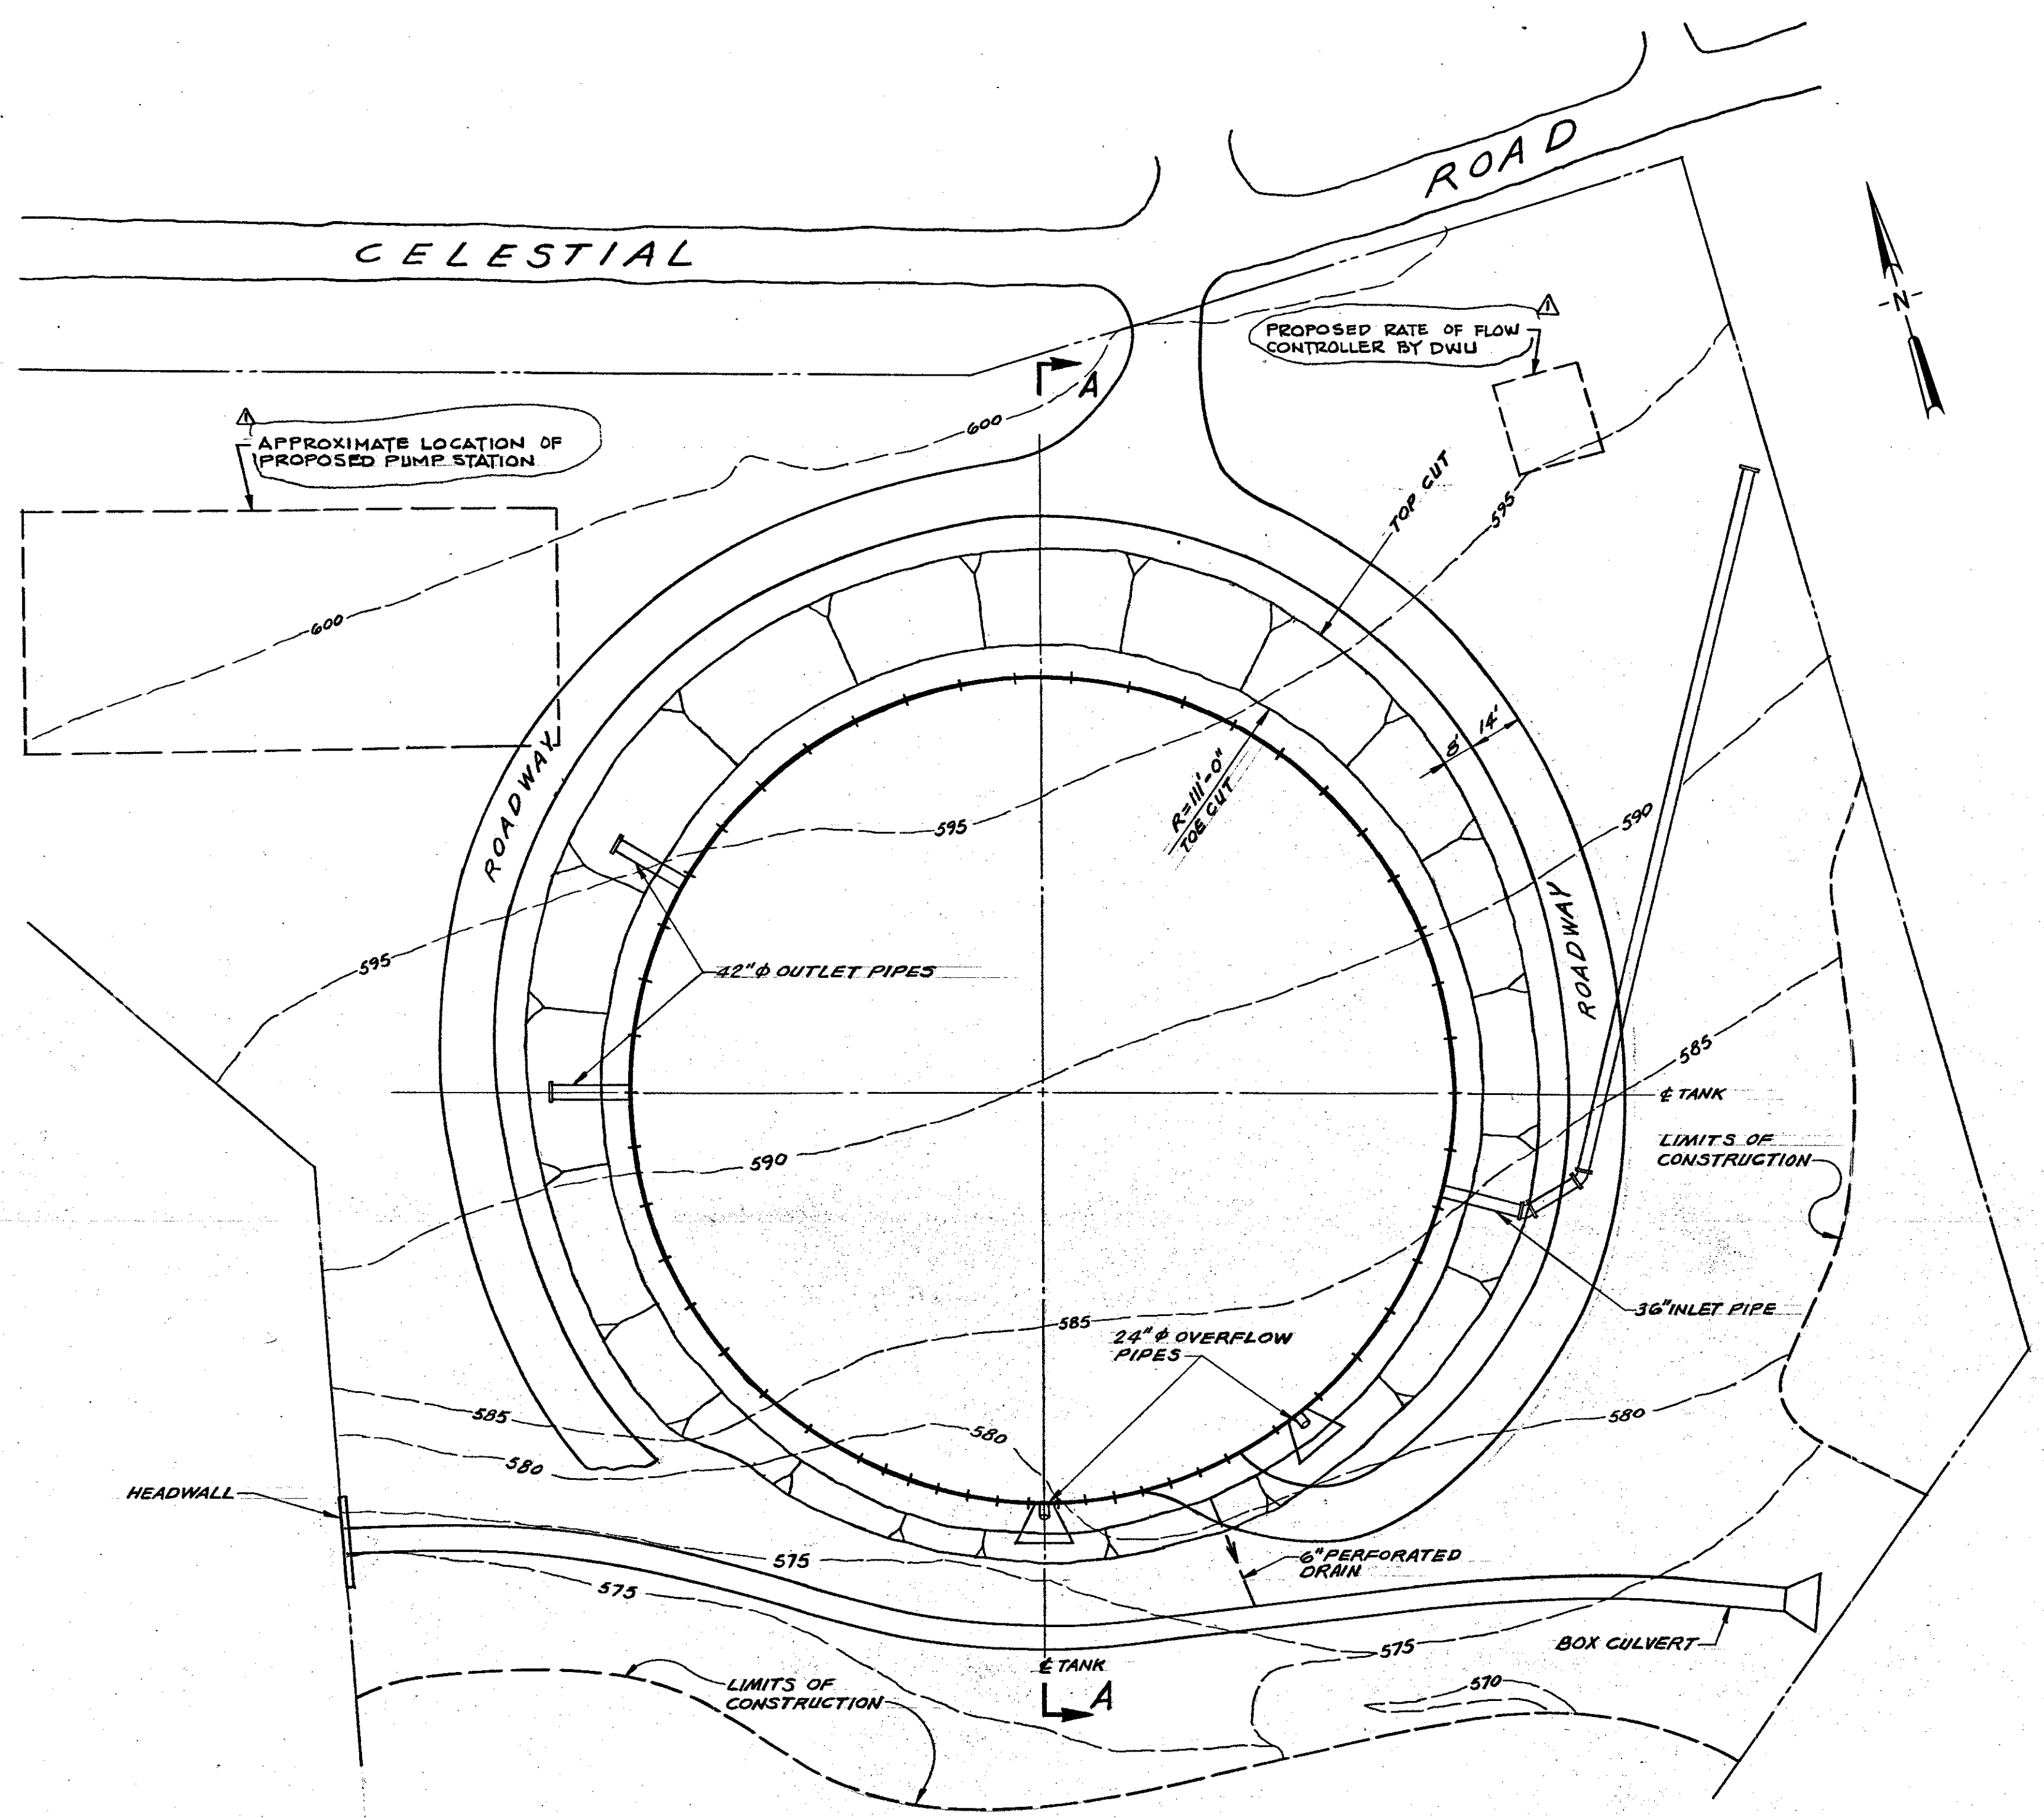 ROAD
CELESTIAL
N
1
PROPOSED RATE OF FLOW
CONTROLLER BY DWU
A
1
APPROXIMATE LOCATION OF
PROPOSED PUMP STATION
600
TOP CUT
595
600
8'
14'
ROADWAY
R=111'-0"
TOE CUT
595
590
ROADWAY
595
42"ϕ OUTLET PIPES
585
℄ TANK
LIMITS OF
CONSTRUCTION
590
36" INLET PIPE
585
24"ϕ OVERFLOW
PIPES
585
580
580
580
HEADWALL
575
6" PERFORATED
DRAIN
575
575
BOX CULVERT
℄ TANK
570
LIMITS OF
CONSTRUCTION
A